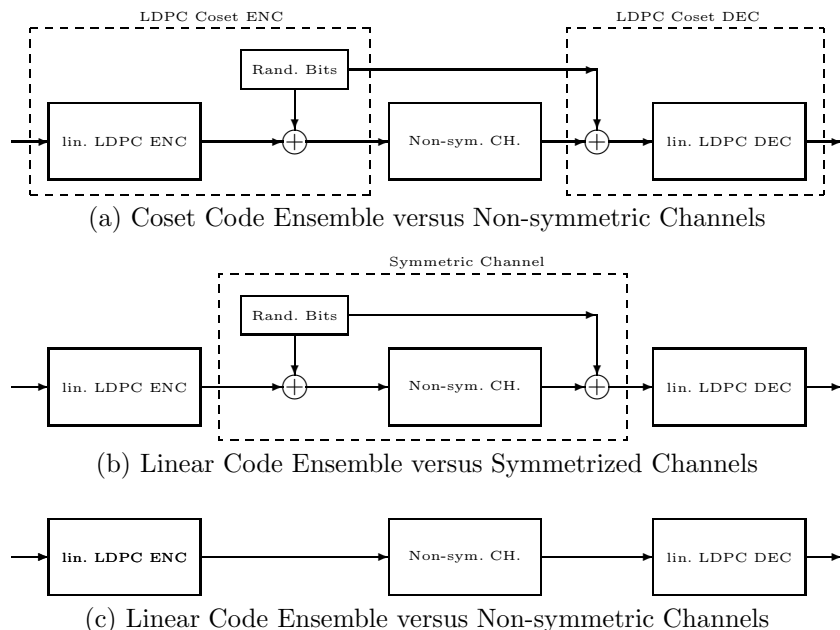 LDPC Coset ENC
LDPC Coset DEC
Rand. Bits
lin. LDPC ENC
Non-sym. CH.
lin. LDPC DEC
(a) Coset Code Ensemble versus Non-symmetric Channels
Symmetric Channel
Rand. Bits
lin. LDPC ENC
Non-sym. CH.
lin. LDPC DEC
(b) Linear Code Ensemble versus Symmetrized Channels
lin. LDPC ENC
Non-sym. CH.
lin. LDPC DEC
(c) Linear Code Ensemble versus Non-symmetric Channels